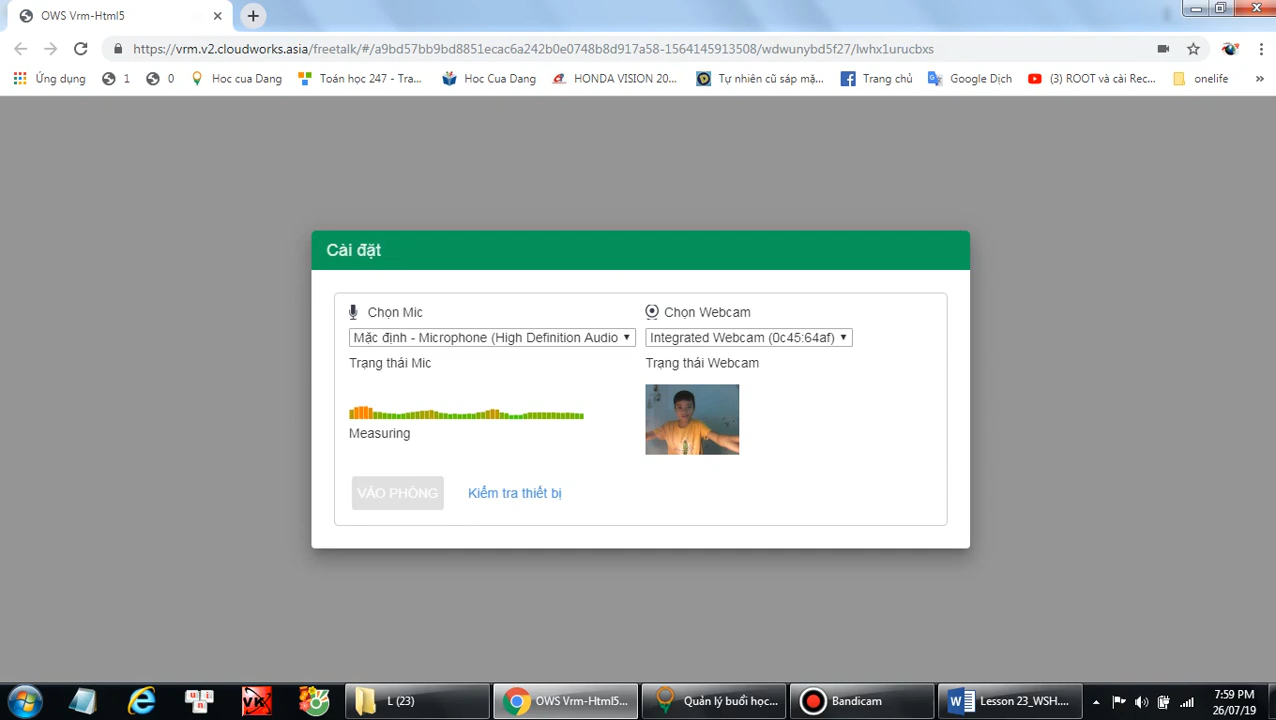 OWS Vrm-Html5
https://vrm.v2.cloudworks.asia/freetalk/#/a9bd57bb9bd8851ecac6a242b0e0748b8d917a58-1564145913508/wdwunybd5f27/lwhx1urucbxs
Ứng dụng 1 0 Hoc cua Dang Toán học 247 - Tra... Học Cua Dang HONDA VISION 20... Tự nhiên cũ sáp mặ... Trang chủ Google Dịch (3) ROOT và cài Rec... onelife »
Cài đặt
Chọn Mic Chọn Webcam
Mặc định - Microphone (High Definition Audio Integrated Webcam (0c45:64af)
Trạng thái Mic Trạng thái Webcam
Measuring
VÀO PHÒNG Kiểm tra thiết bị
L (23) OWS Vrm-Html5... Quản lý buổi học... Bandicam Lesson 23_WSH....
7:59 PM
26/07/19